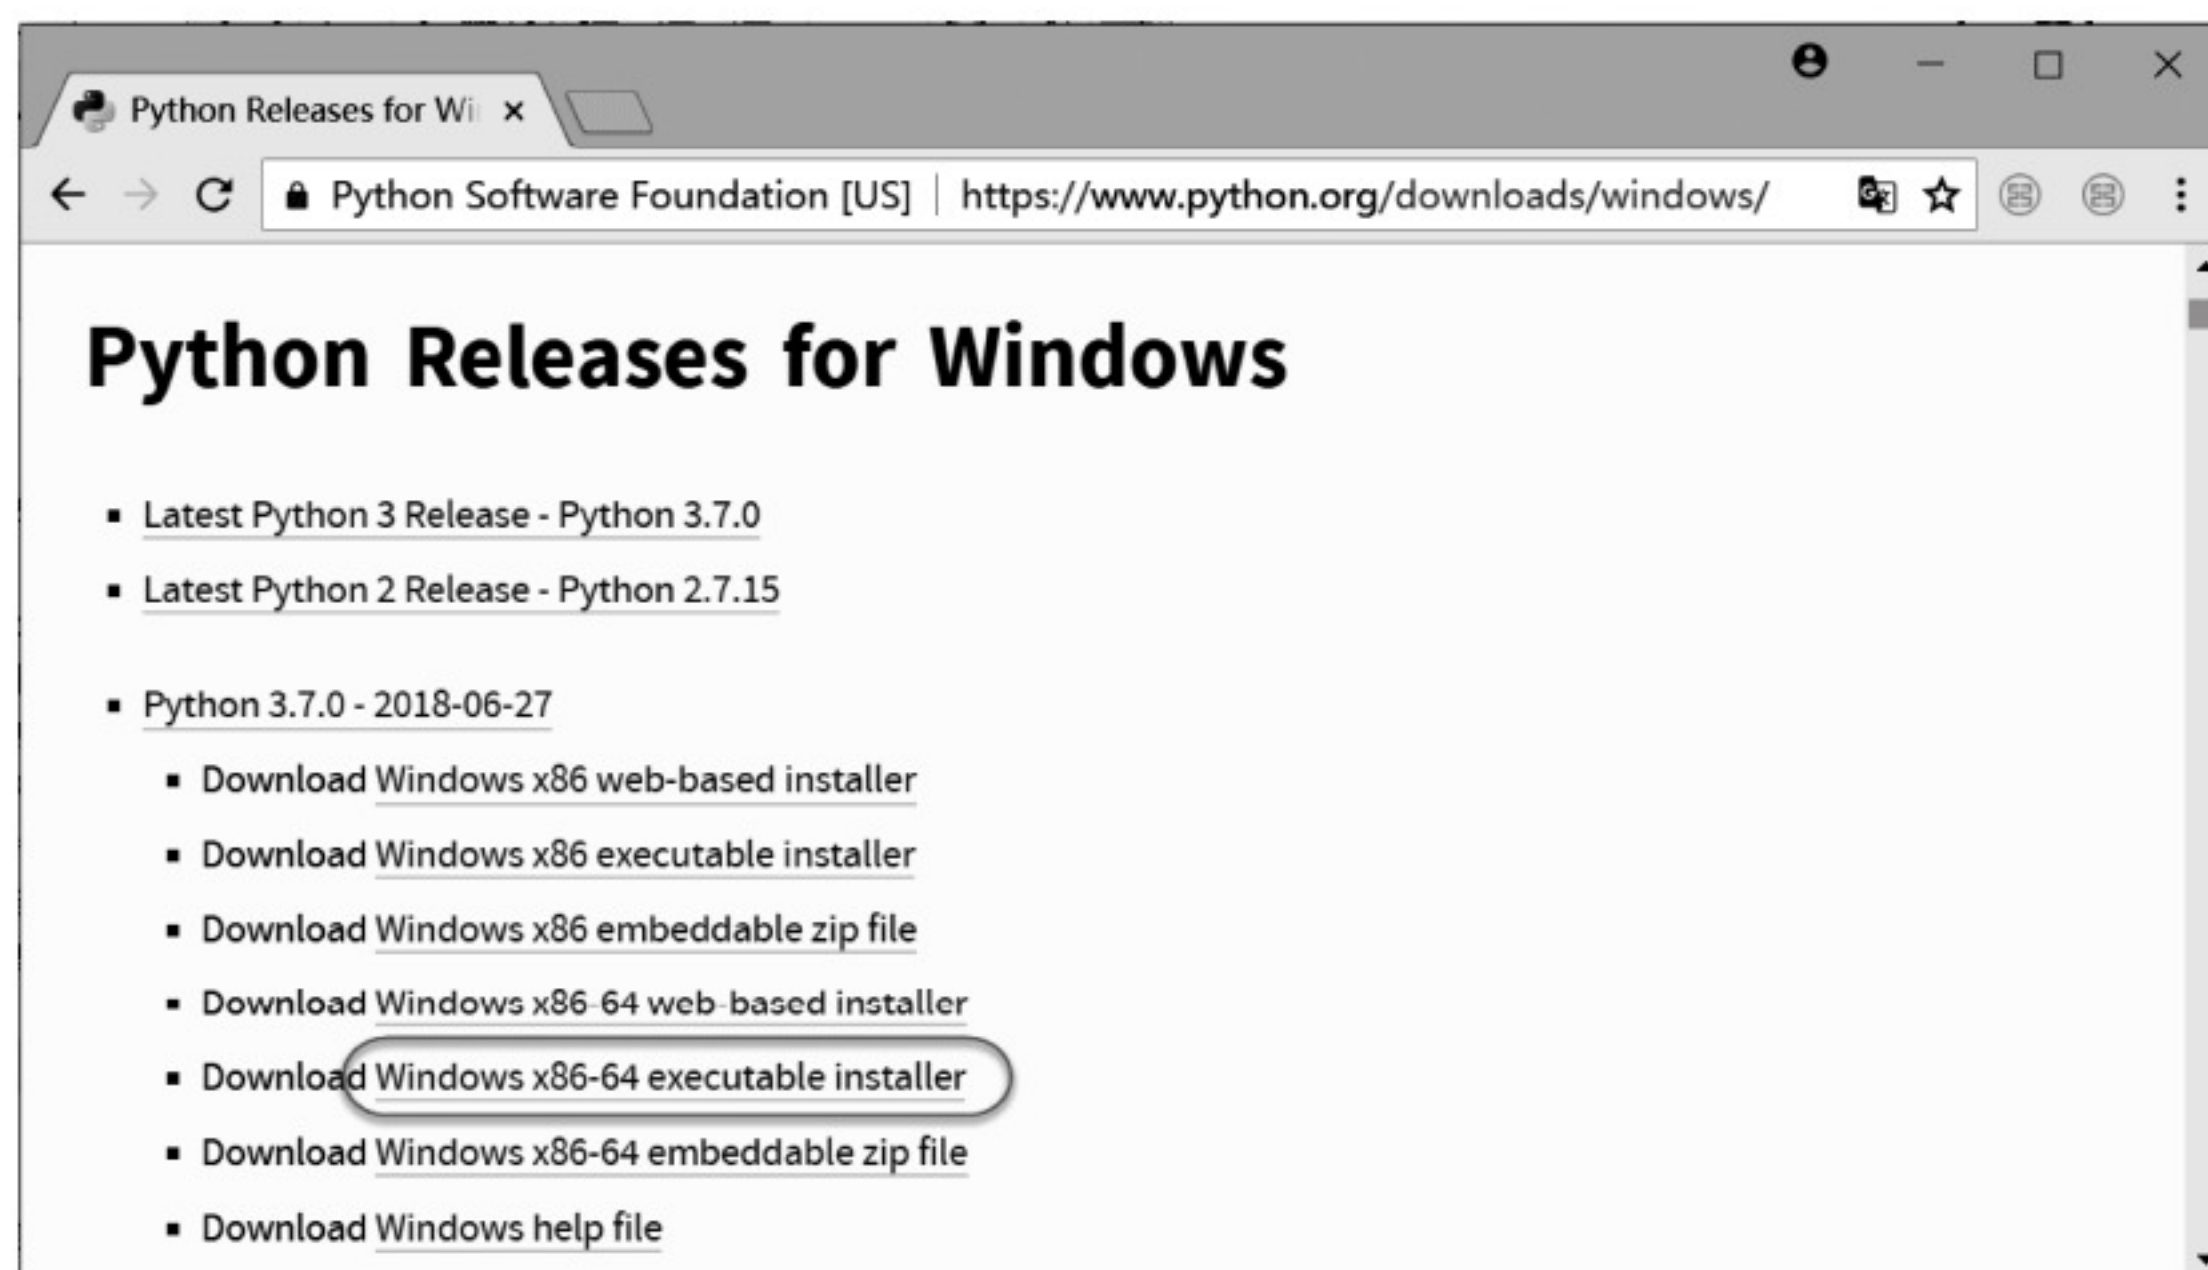 Python Releases for Wi
Python Software Foundation [US] | https://www.python.org/downloads/windows/
Python Releases for Windows
Latest Python 3 Release - Python 3.7.0
Latest Python 2 Release - Python 2.7.15
Python 3.7.0 - 2018-06-27
Download Windows x86 web-based installer
Download Windows x86 executable installer
Download Windows x86 embeddable zip file
Download Windows x86-64 web-based installer
Download Windows x86-64 executable installer
Download Windows x86-64 embeddable zip file
Download Windows help file